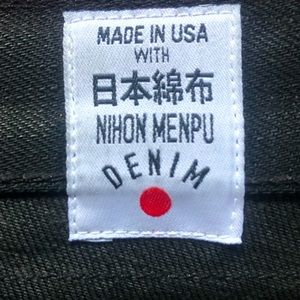 MADE IN USA
WITH
日本綿布
NIHON MENPU
DENIM